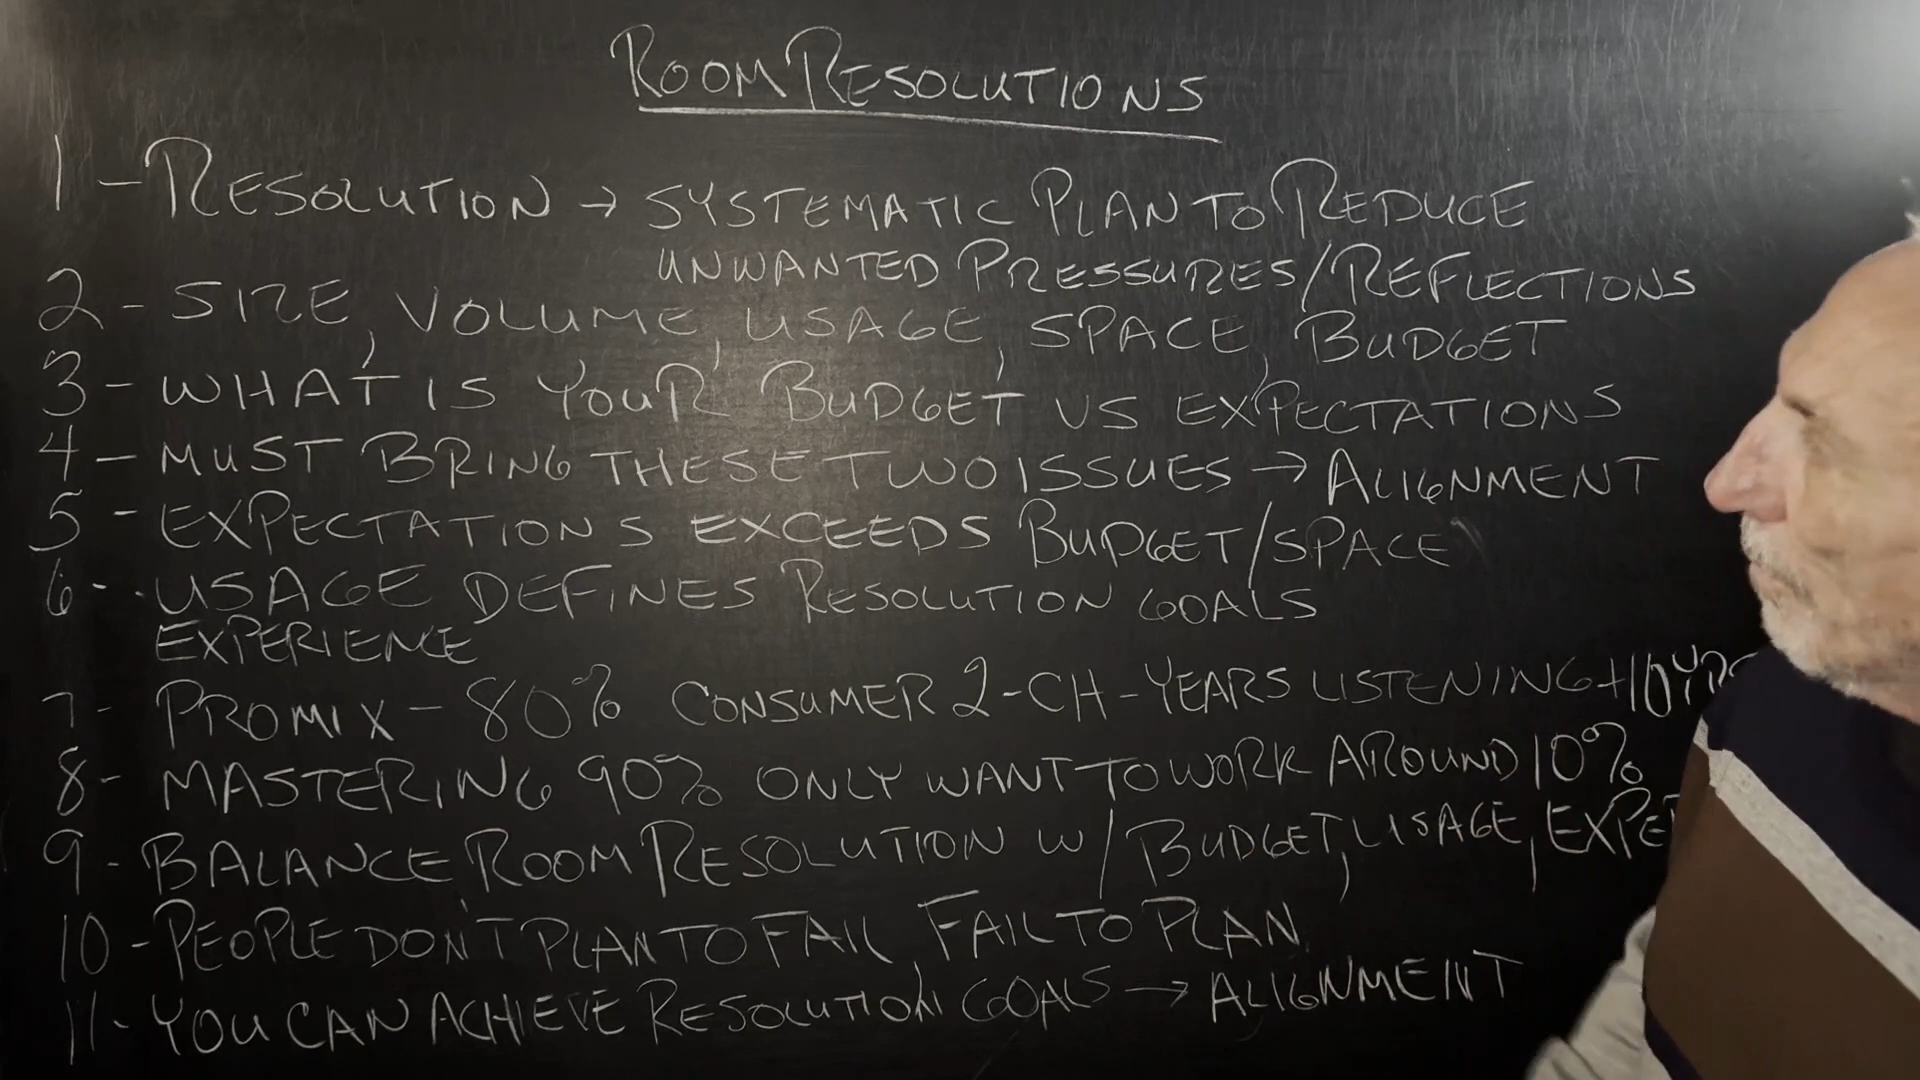 ROOM RESOLUTIONS
1 - RESOLUTION → SYSTEMATIC PLAN TO REDUCE
UNWANTED PRESSURES/REFLECTIONS
2 - SIZE, VOLUME, USAGE, SPACE, BUDGET
3 - WHAT IS YOUR BUDGET VS EXPECTATIONS
4 - MUST BRING THESE TWO ISSUES → ALIGNMENT
5 - EXPECTATIONS EXCEEDS BUDGET/SPACE
6 - USAGE DEFINES RESOLUTION GOALS
EXPERIENCE
7 - PROMIX - 80% CONSUMER 2-CH - YEARS LISTENING +10YRS
8 - MASTERING 90% ONLY WANT TO WORK AROUND 10%
9 - BALANCE ROOM RESOLUTION W/ BUDGET, USAGE,
10 - PEOPLE DON'T PLAN TO FAIL, FAIL TO PLAN
11 - YOU CAN ACHIEVE RESOLUTION GOALS → ALIGNMENT